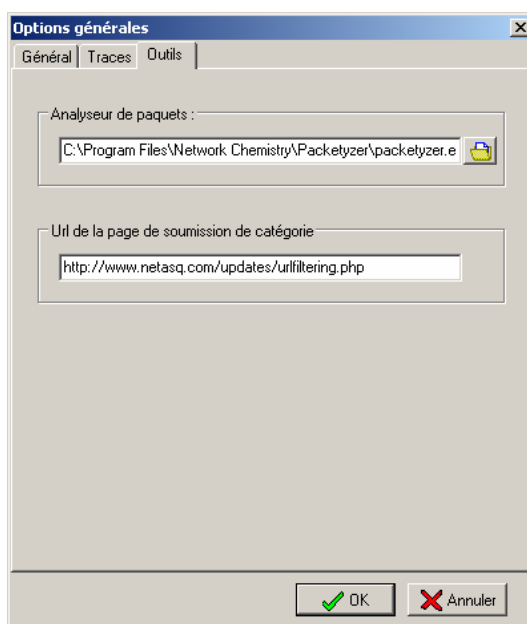 Options générales
Général Traces Outils
Analyseur de paquets :
C:\Program Files\Network Chemistry\Packetyzer\packetyzer.e
Url de la page de soumission de catégorie
http://www.netasq.com/updates/urlfiltering.php
OK Annuler